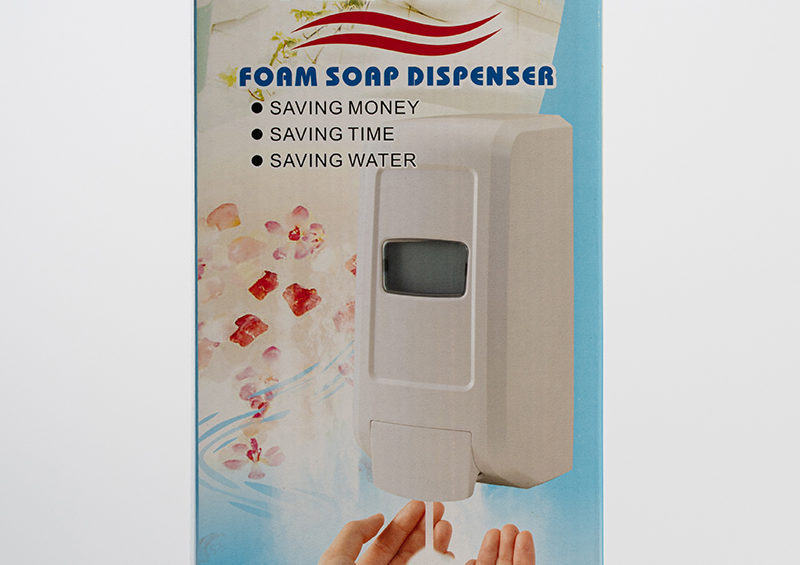 FOAM SOAP DISPENSER
● SAVING MONEY
● SAVING TIME
● SAVING WATER